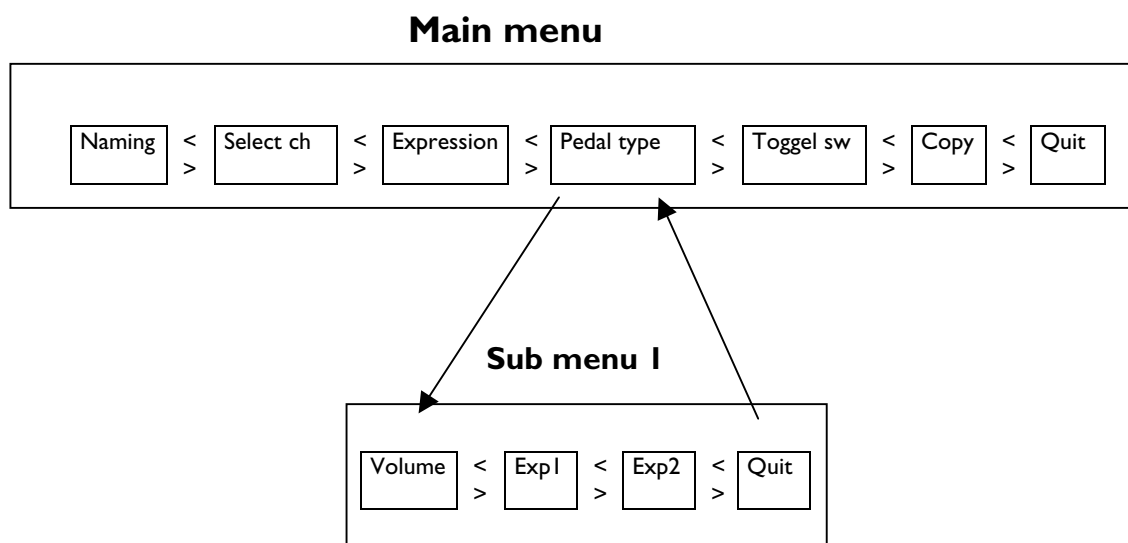 Main menu
Naming < Select ch < Expression < Pedal type < Toggel sw < Copy < Quit
> > > > > >
Sub menu 1
Volume < Exp1 < Exp2 < Quit
> > >